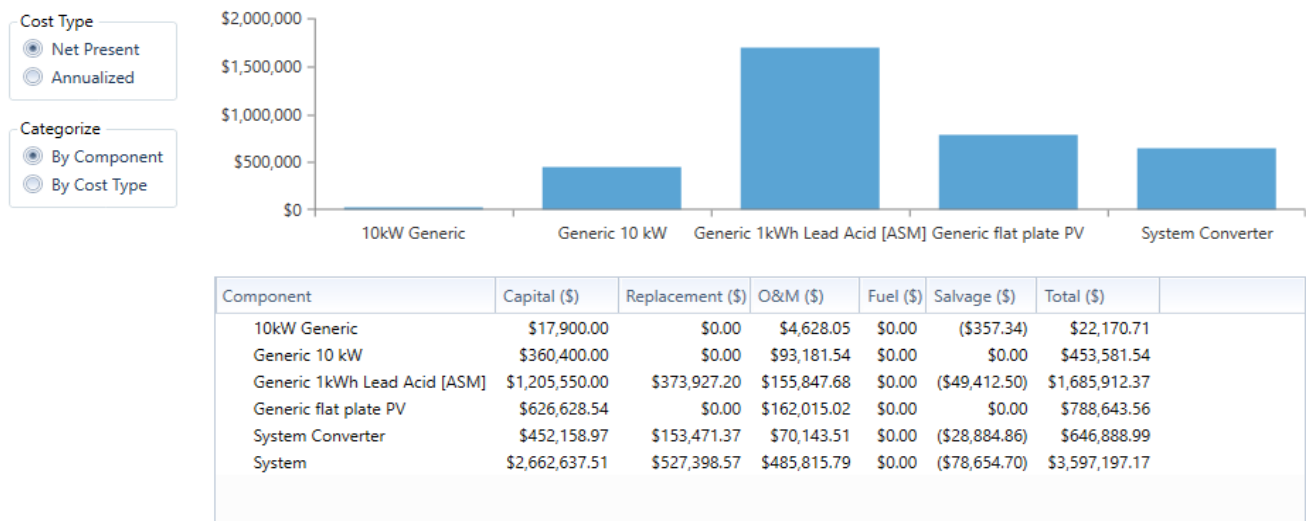 Cost Type
Net Present
Annualized
Categorize
By Component
By Cost Type
$2,000,000
$1,500,000
$1,000,000
$500,000
$0
10kW Generic Generic 10 kW Generic 1kWh Lead Acid [ASM] Generic flat plate PV System Converter
Component Capital ($) Replacement ($) O&M ($) Fuel ($) Salvage ($) Total ($)
10kW Generic $17,900.00 $0.00 $4,628.05 $0.00 ($357.34) $22,170.71
Generic 10 kW $360,400.00 $0.00 $93,181.54 $0.00 $0.00 $453,581.54
Generic 1kWh Lead Acid [ASM] $1,205,550.00 $373,927.20 $155,847.68 $0.00 ($49,412.50) $1,685,912.37
Generic flat plate PV $626,628.54 $0.00 $162,015.02 $0.00 $0.00 $788,643.56
System Converter $452,158.97 $153,471.37 $70,143.51 $0.00 ($28,884.86) $646,888.99
System $2,662,637.51 $527,398.57 $485,815.79 $0.00 ($78,654.70) $3,597,197.17